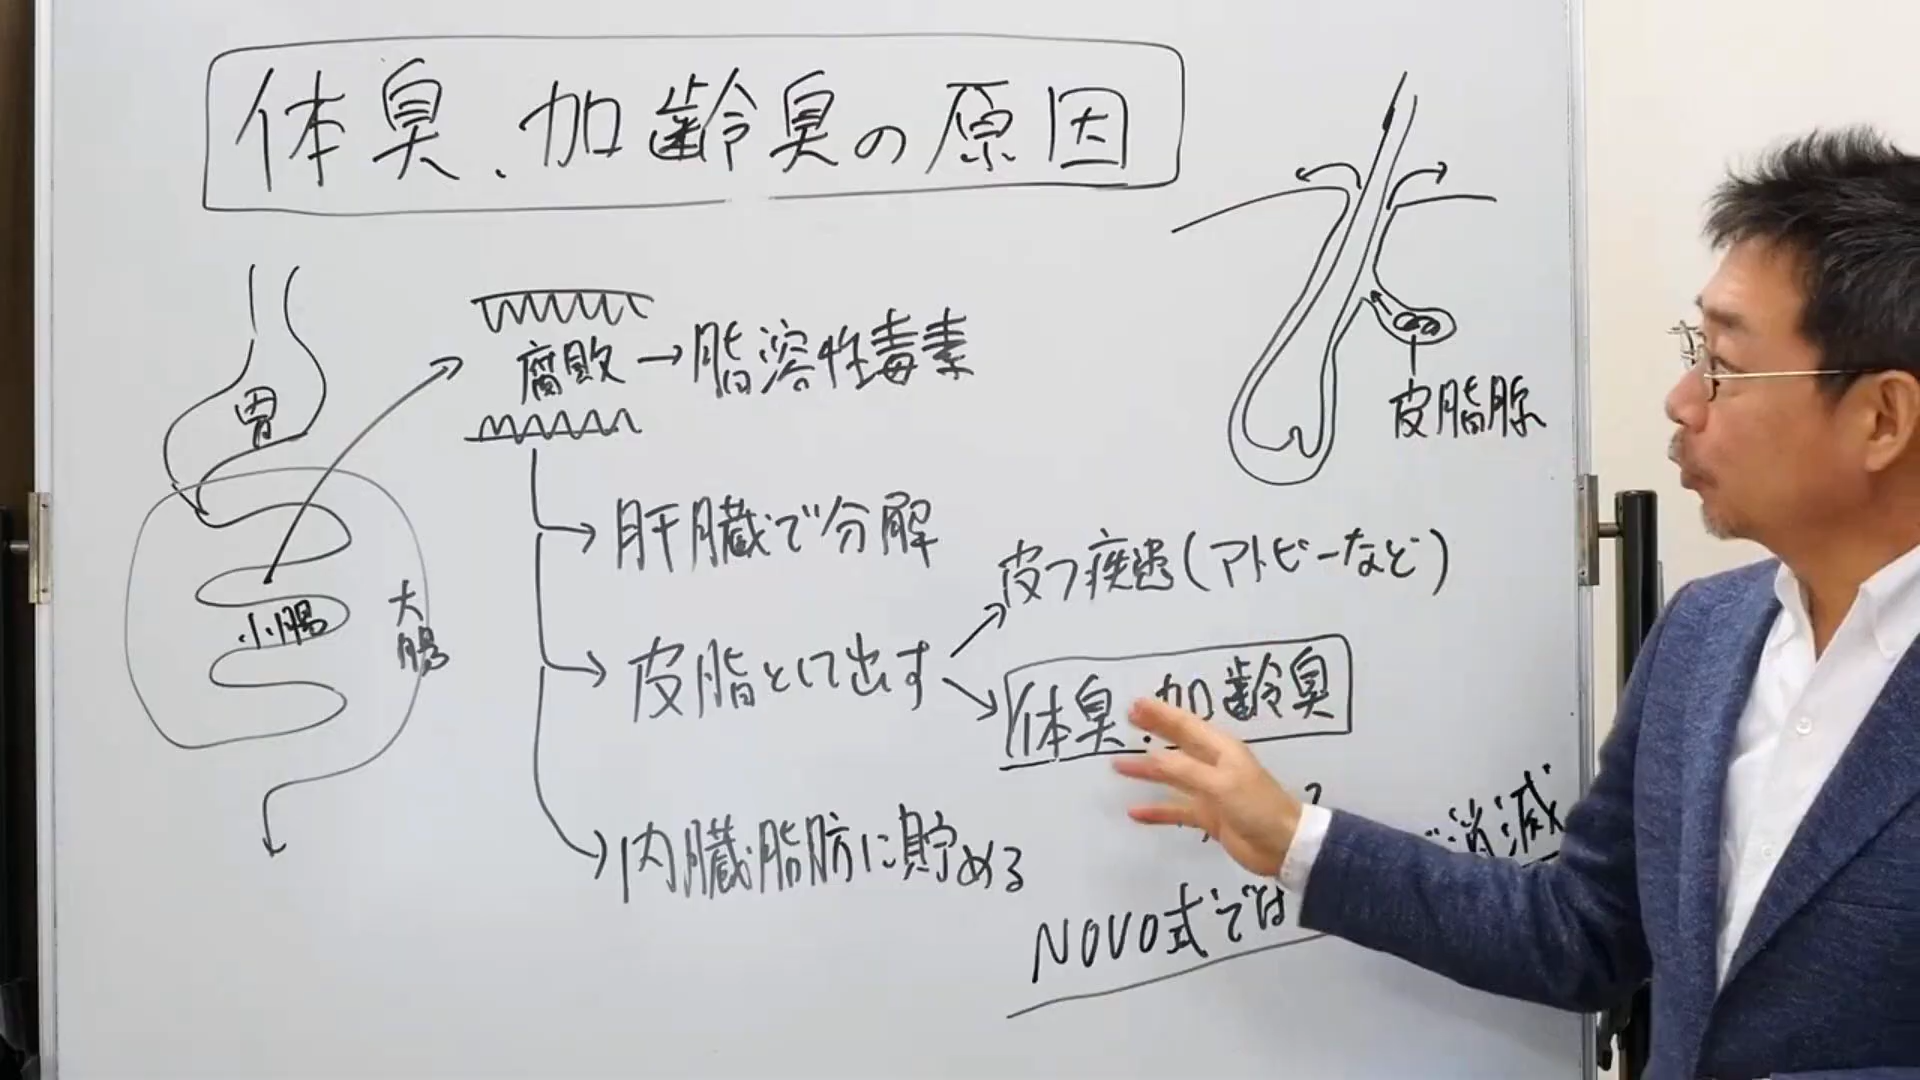 体臭、加齢臭の原因
胃
小腸
大腸
腐敗→脂溶性毒素
肝臓で分解
皮脂として出す
皮フ疾患(アトピーなど)
体臭・加齢臭
内臓脂肪に貯める
皮脂腺
で消滅
NOVO式では